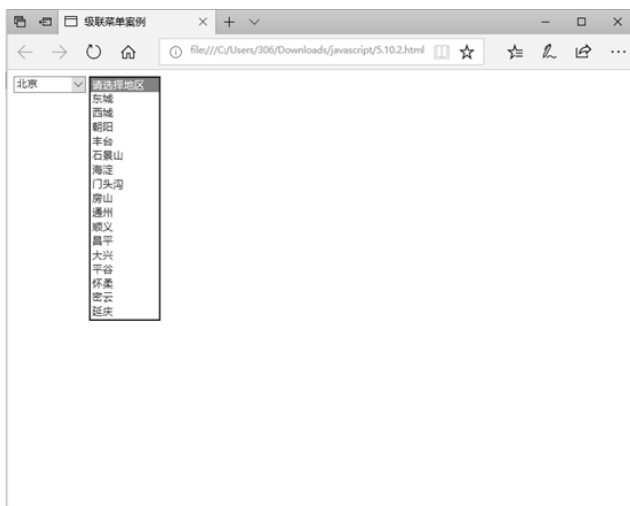 级联菜单案例
file:///C:/Users/306/Downloads/javascript/5.10.2.html
北京
请选择地区
东城
西城
朝阳
丰台
石景山
海淀
门头沟
房山
通州
顺义
昌平
大兴
平谷
怀柔
密云
延庆